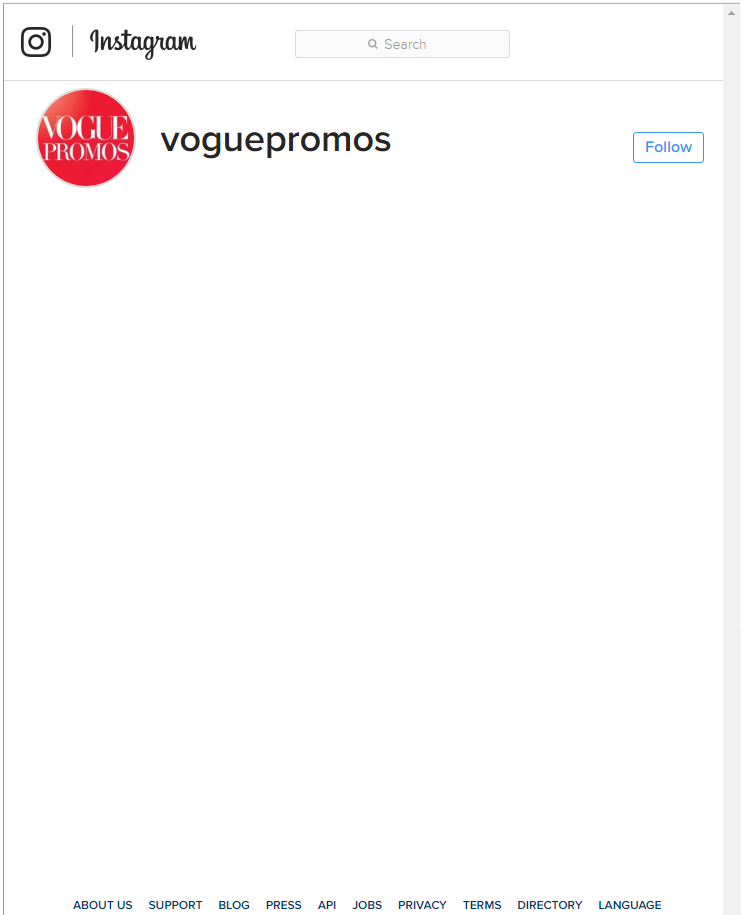 Instagram
Search
VOGUE
PROMOS
voguepromos
Follow
ABOUT US SUPPORT BLOG PRESS API JOBS PRIVACY TERMS DIRECTORY LANGUAGE